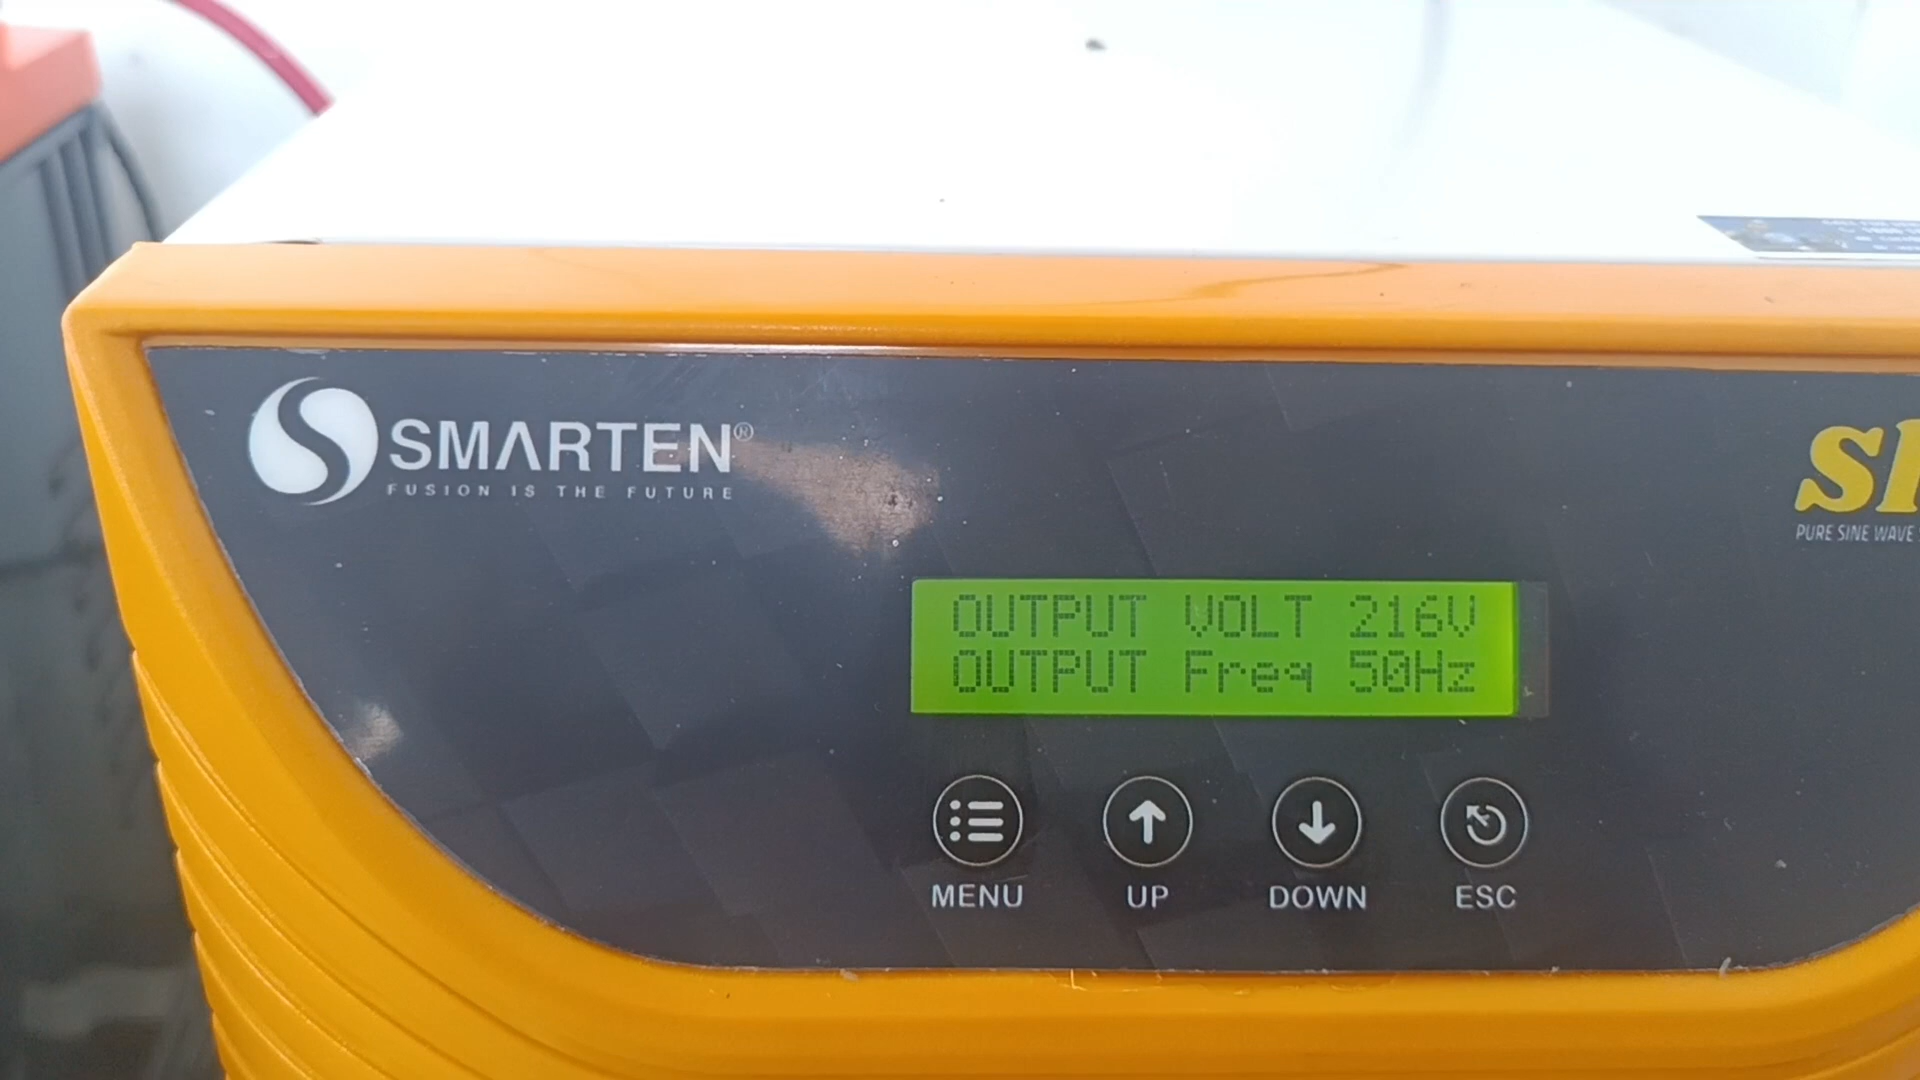 SMARTEN®
FUSION IS THE FUTURE
PURE SINE WAVE
OUTPUT VOLT 216V
OUTPUT Freq 50Hz
MENU
UP
DOWN
ESC